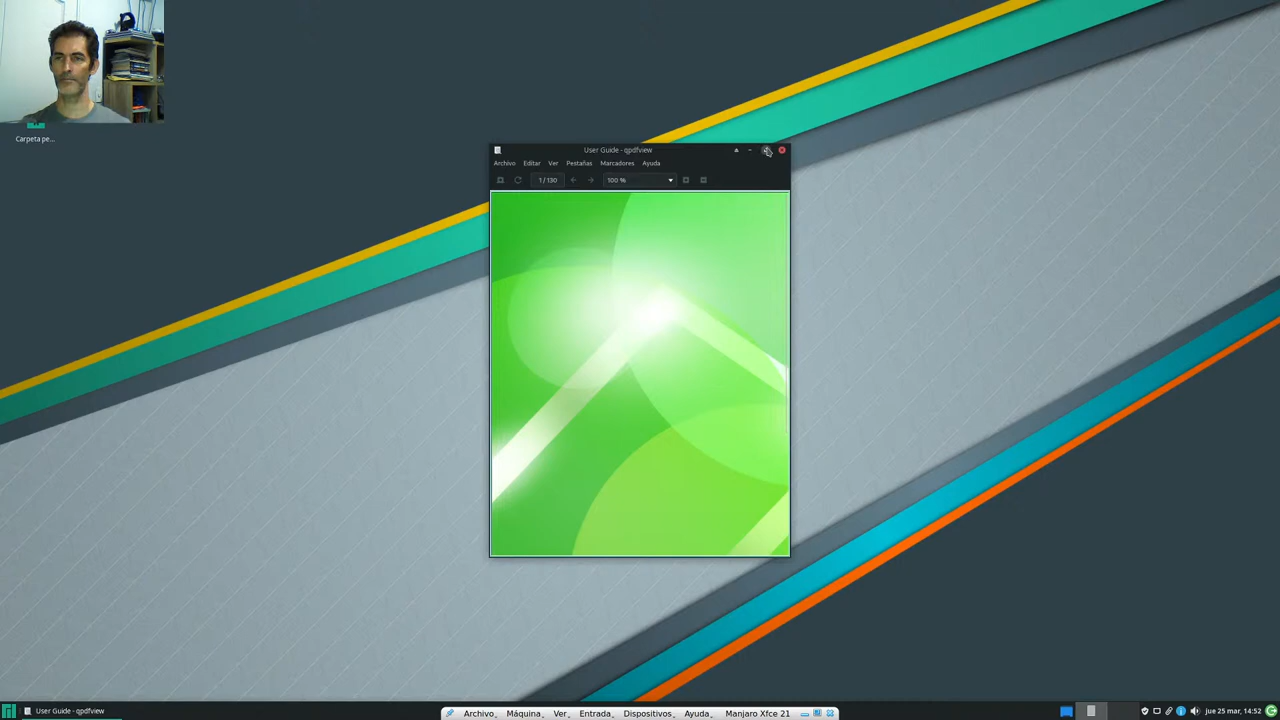 Carpeta pe...
User Guide - qpdfview
Archivo Editar Ver Pestañas Marcadores Ayuda
1 / 130 100 %
User Guide - qpdfview
Archivo Máquina Ver Entrada Dispositivos Ayuda Manjaro Xfce 21
jue 25 mar, 14:52